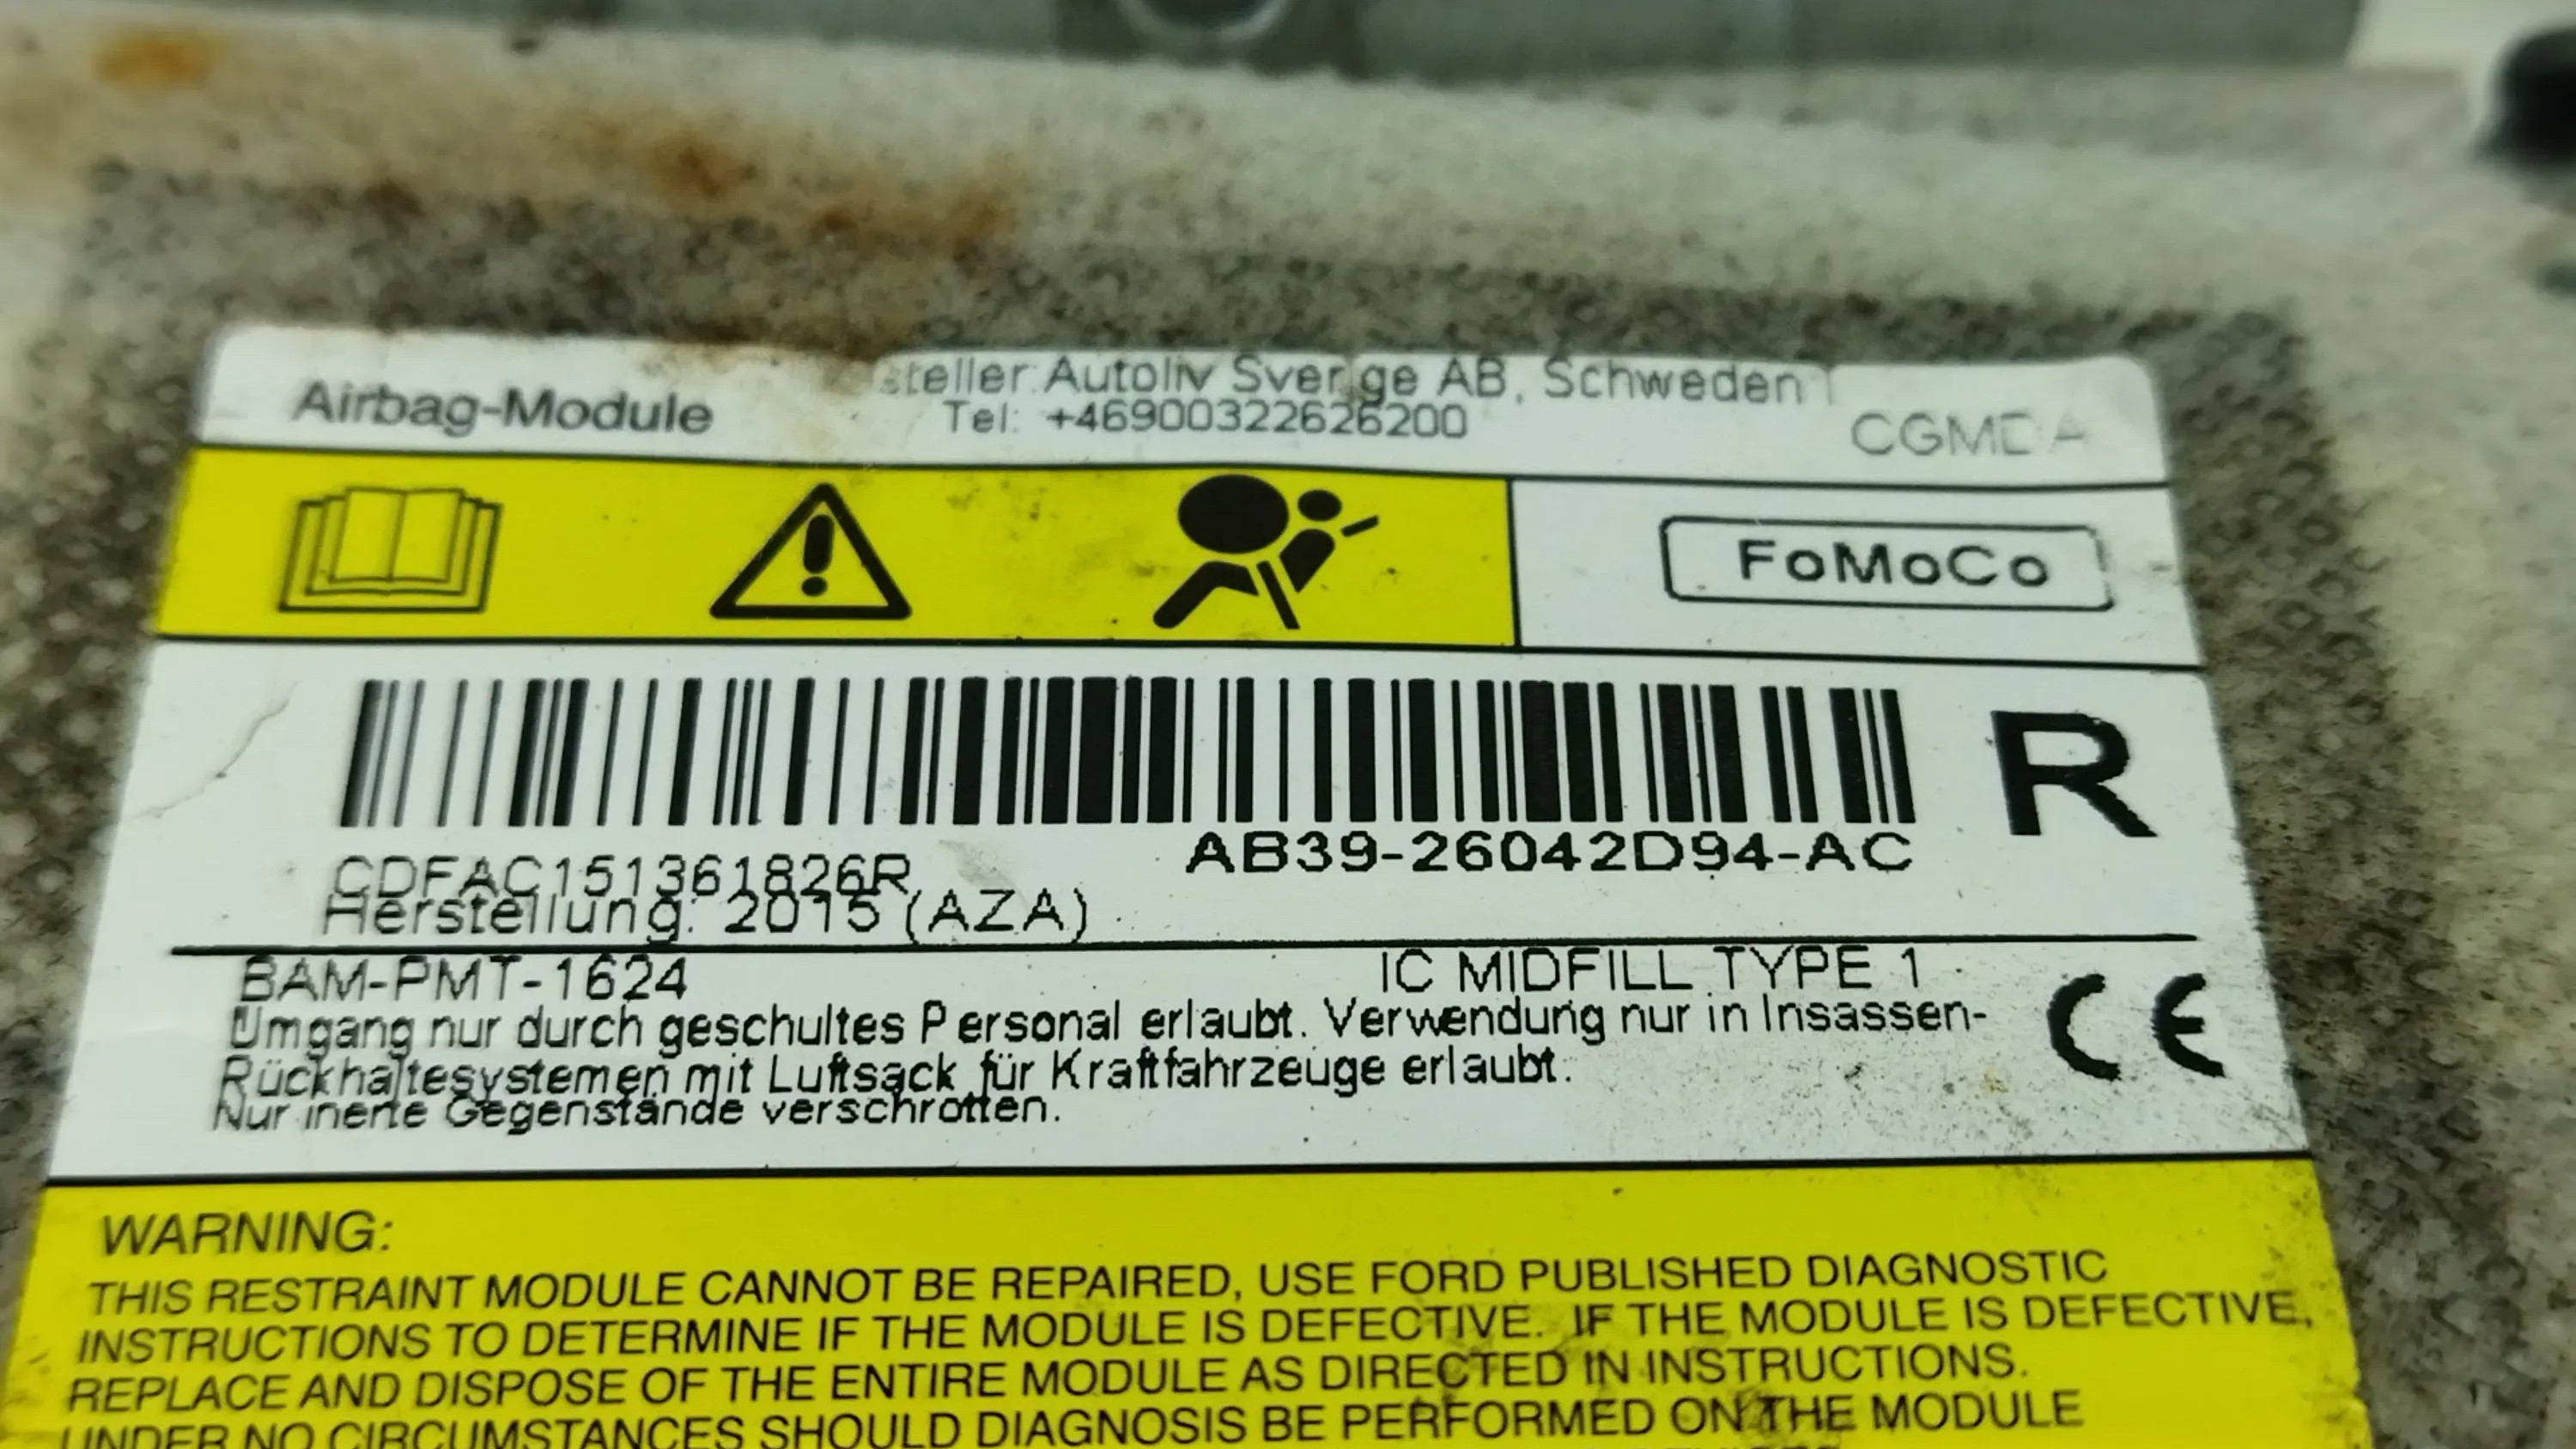 Airbag-Module
steller: Autoliv Sverige AB, Schweden
Tel: +46900322626200
FoMoCo
R
AB39-26042D94-AC
CDFAC151361826R
Herstellung: 2015 (AZA)
BAM-PMT-1624
IC MIDFILL TYPE 1
CE
Umgang nur durch geschultes Personal erlaubt. Verwendung nur in Insassen-
Rückhaltesystemen mit Luftsack für Kraftfahrzeuge erlaubt.
Nur inerte Gegenstände verschrotten.
WARNING:
THIS RESTRAINT MODULE CANNOT BE REPAIRED, USE FORD PUBLISHED DIAGNOSTIC
INSTRUCTIONS TO DETERMINE IF THE MODULE IS DEFECTIVE. IF THE MODULE IS DEFECTIVE,
REPLACE AND DISPOSE OF THE ENTIRE MODULE AS DIRECTED IN INSTRUCTIONS.
UNDER NO CIRCUMSTANCES SHOULD DIAGNOSIS BE PERFORMED ON THE MODULE